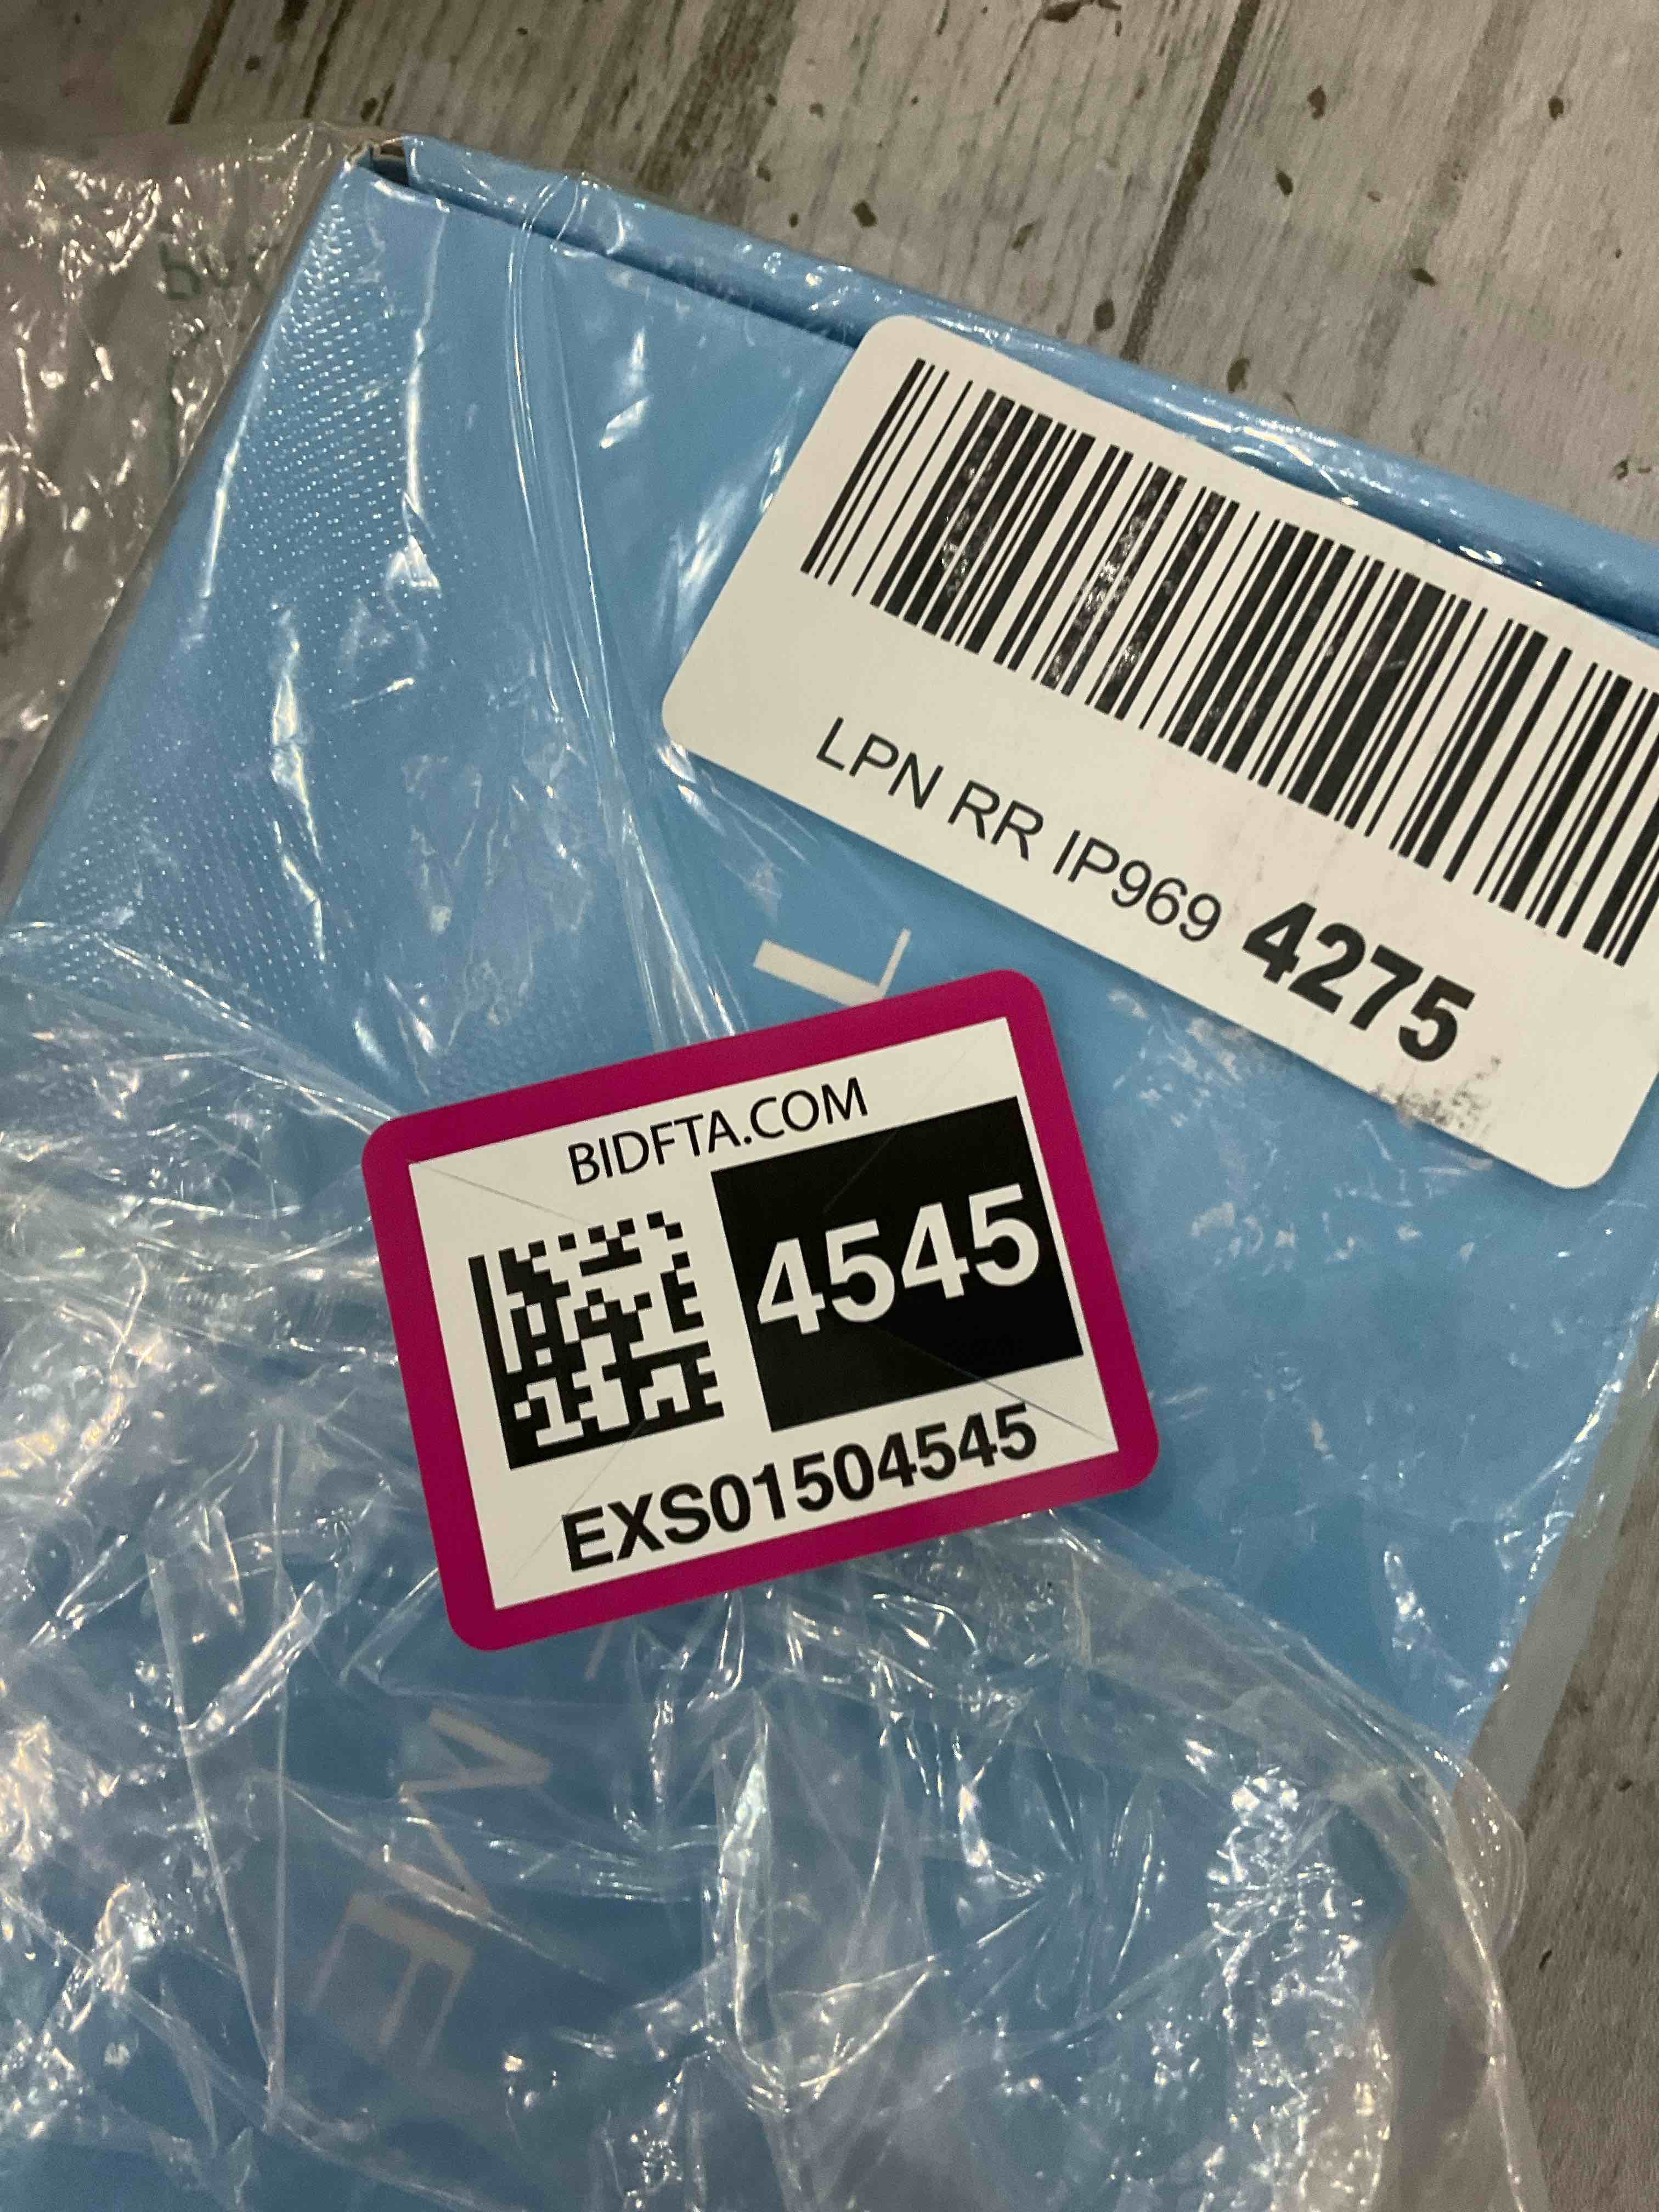 LPN RR IP969 4275
L
BIDFTA.COM
4545
EXS01504545
V
E